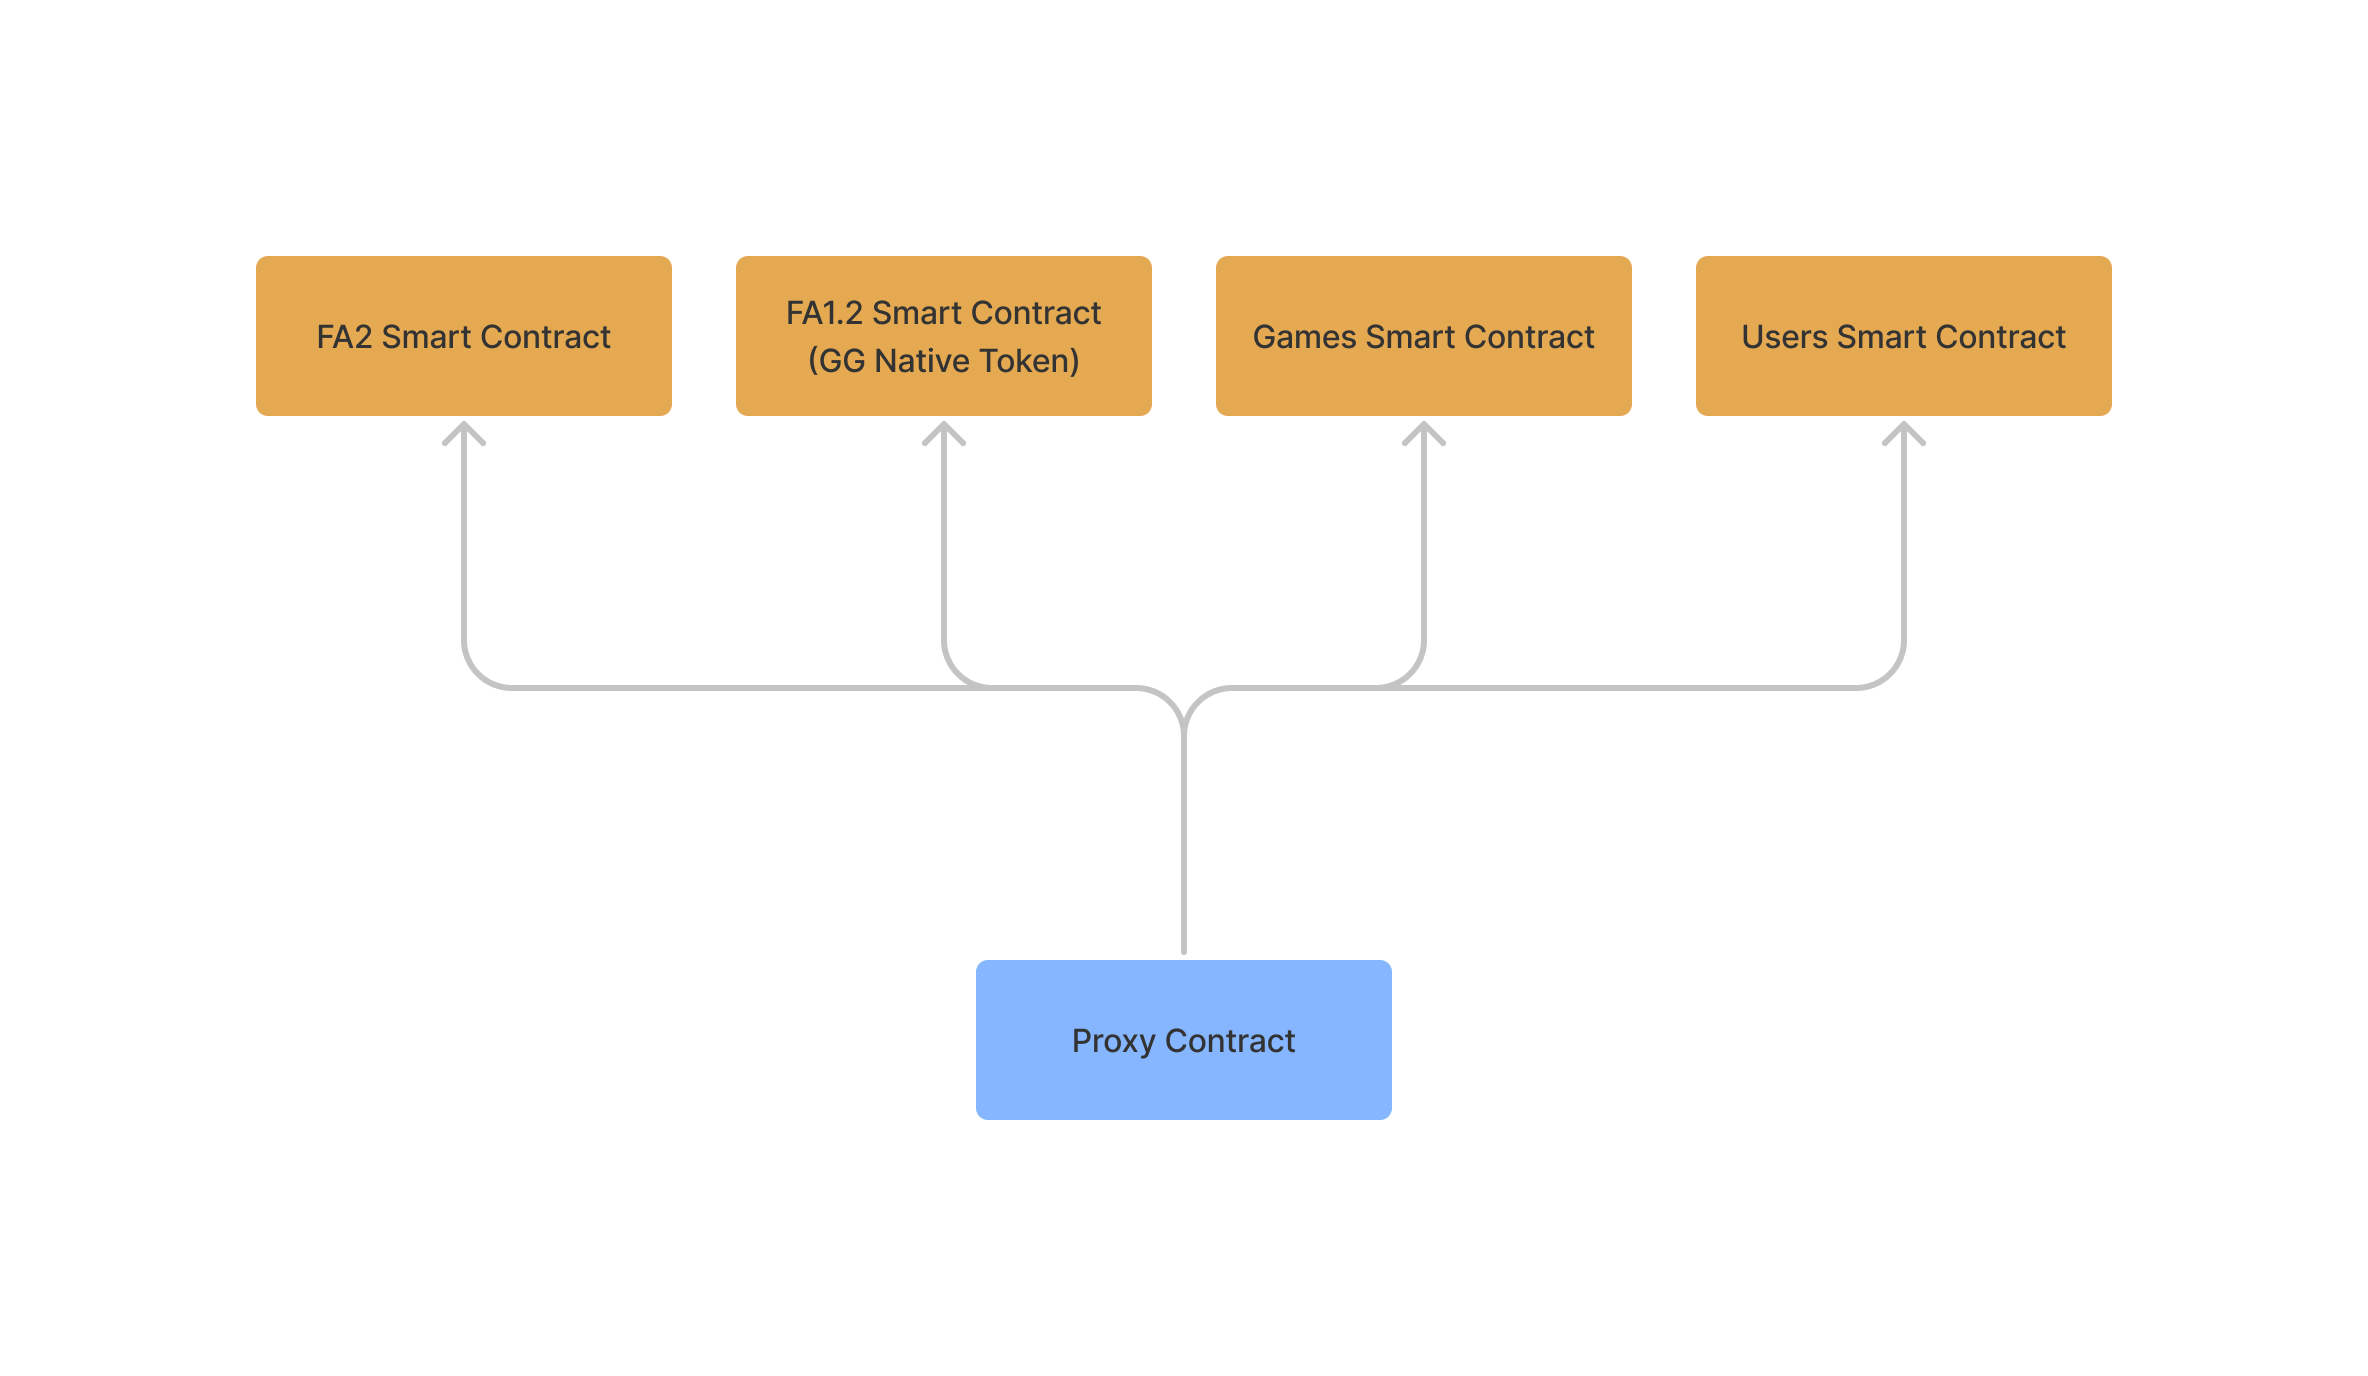 FA2 Smart Contract
FA1.2 Smart Contract
(GG Native Token)
Games Smart Contract
Users Smart Contract
Proxy Contract